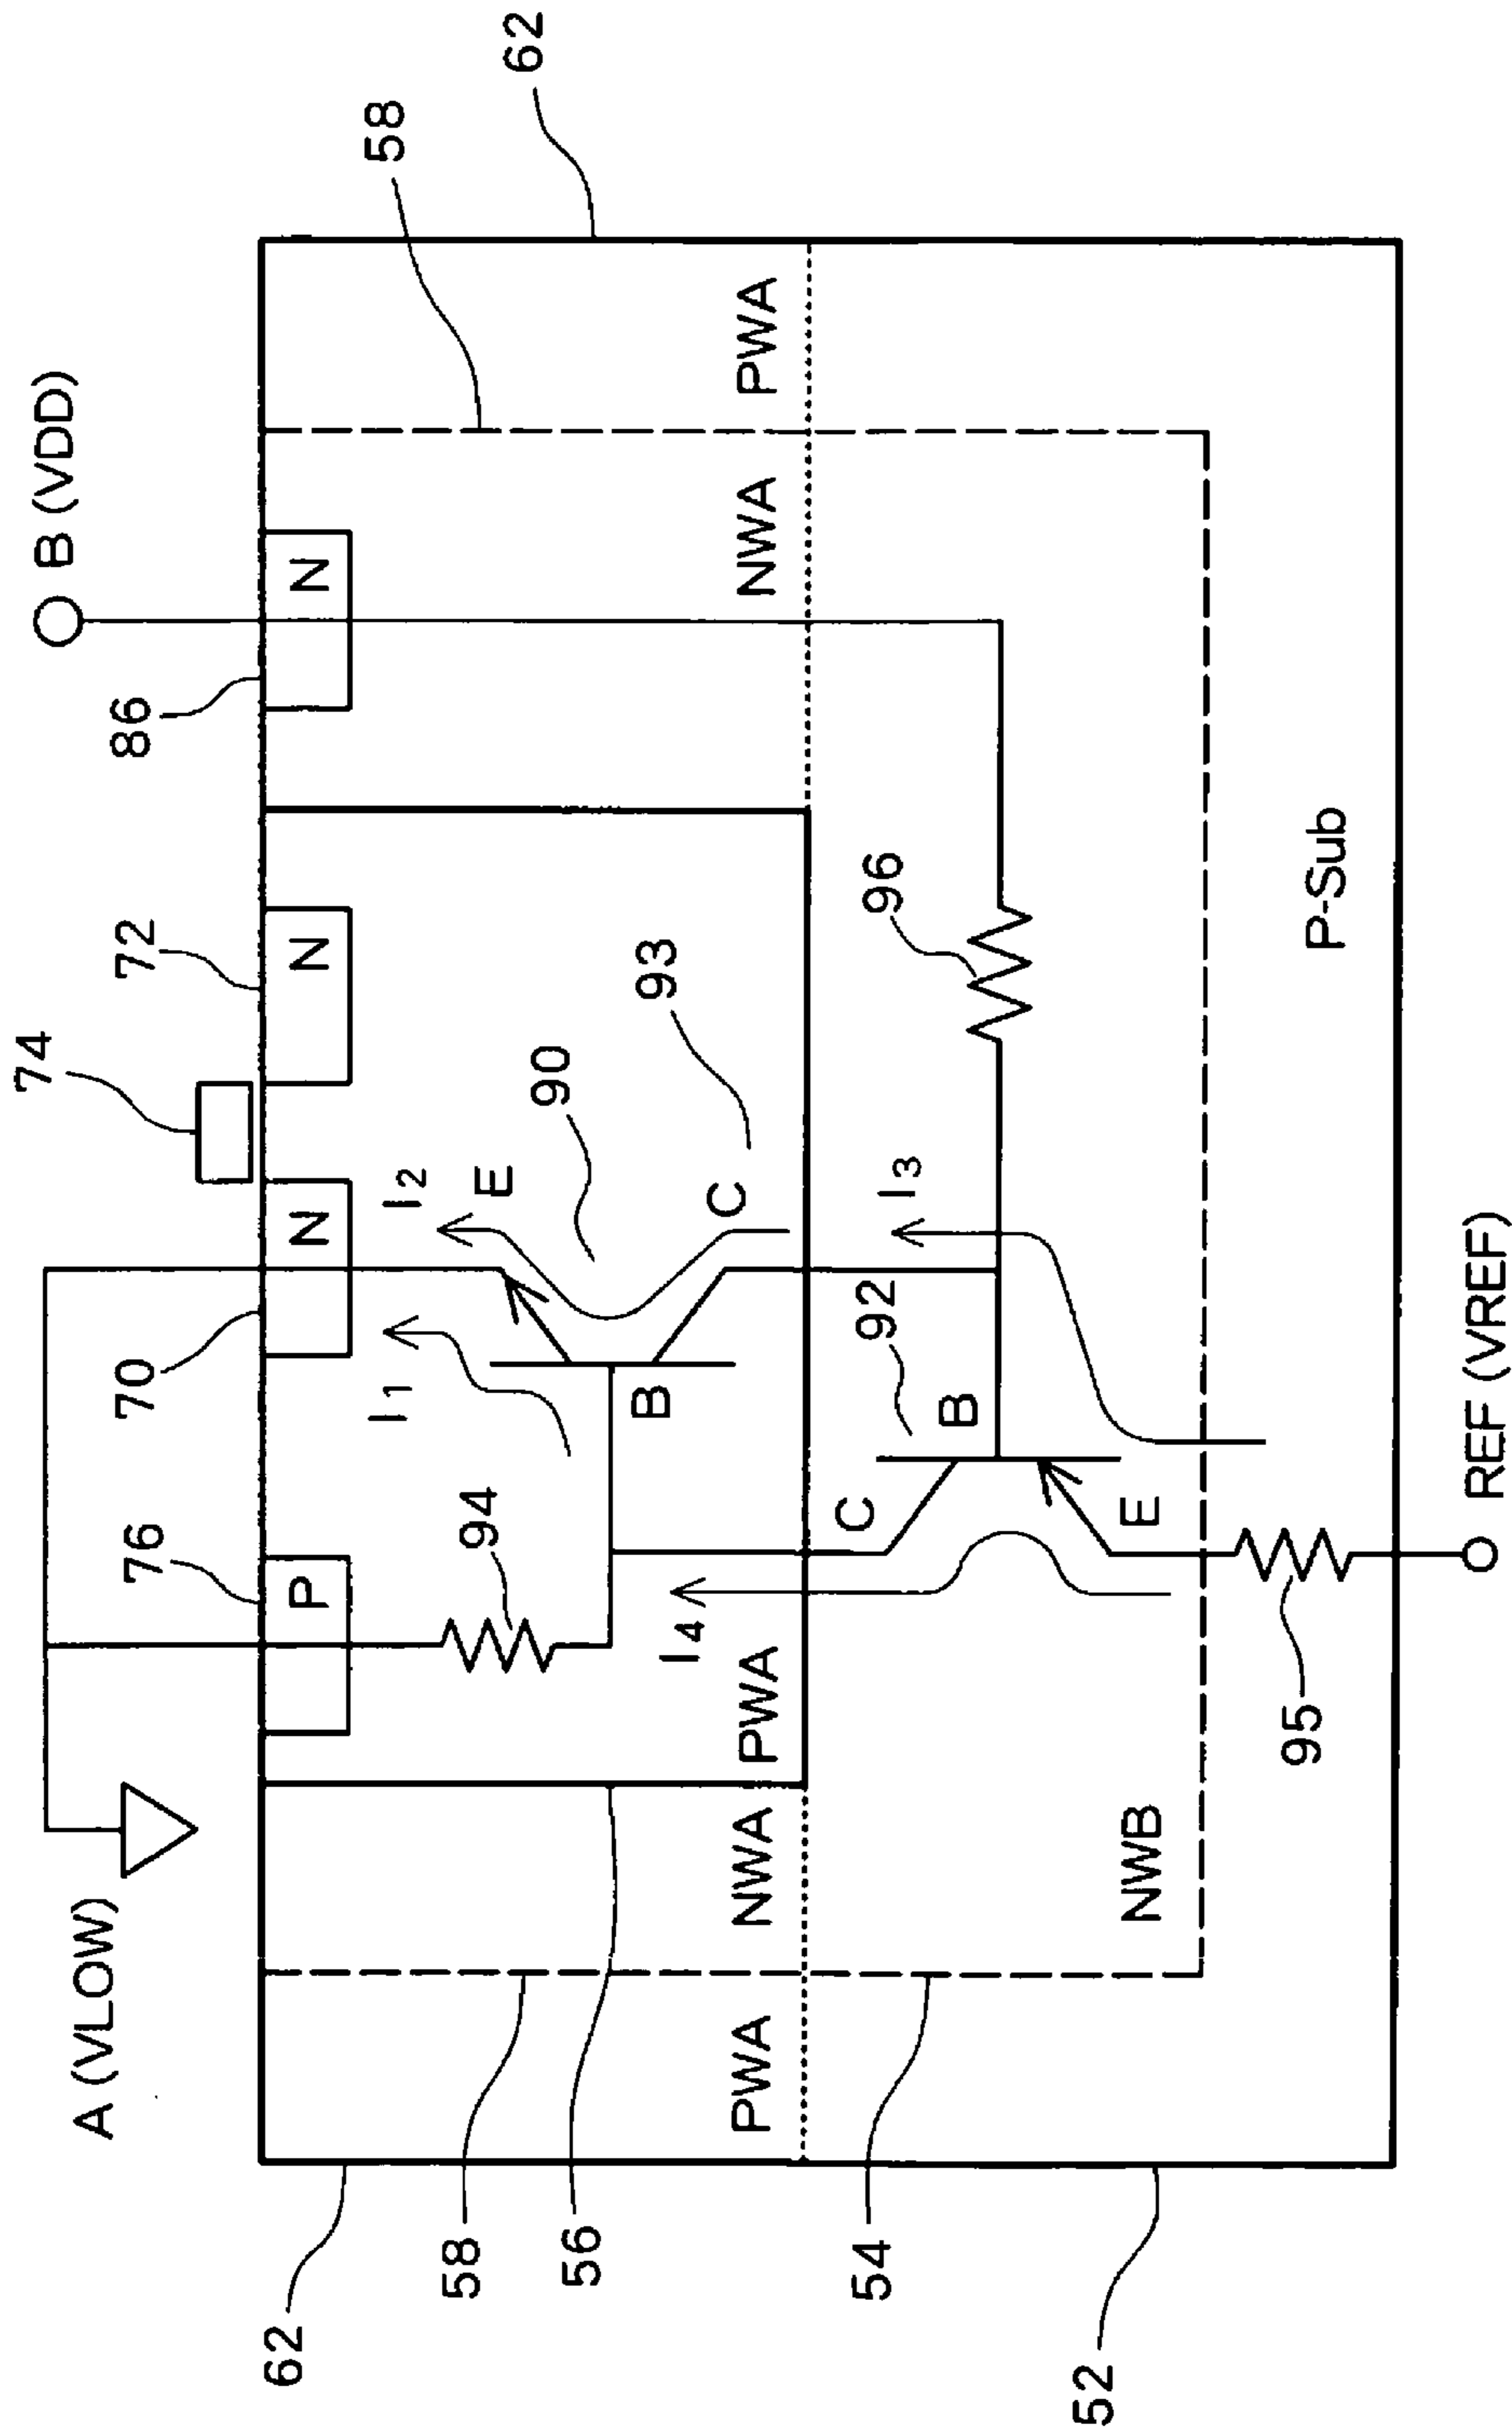 A (VLOW)
B (VDD)
74
76
70
72
86
58
62
P
N
N
N
I1
I2
E
94
90
B
C
93
I4
PWA
NWA
PWA
NWA
PWA
62
58
56
C
92
B
I3
96
E
NWB
54
52
95
P-Sub
REF (VREF)